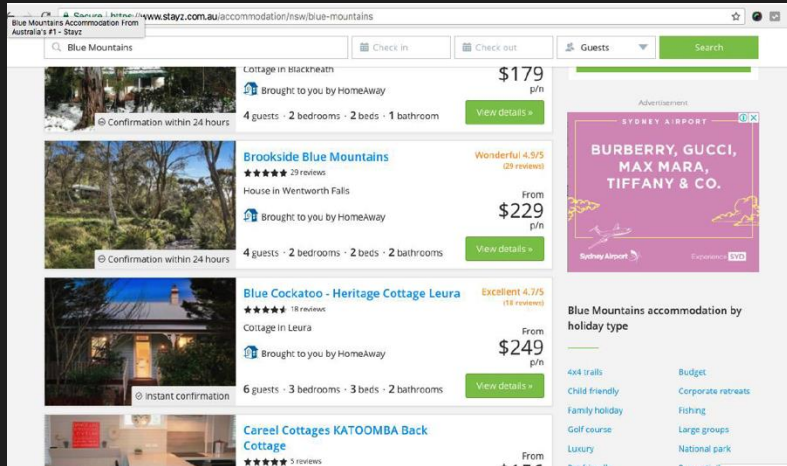 Secure | https://www.stayz.com.au/accommodation/nsw/blue-mountains
Blue Mountains Accommodation From
Australia's #1 - Stayz
Blue Mountains
Check in
Check out
Guests
Search
Cottage in Blackheath
Brought to you by HomeAway
4 guests · 2 bedrooms · 2 beds · 1 bathroom
Confirmation within 24 hours
$179
p/n
View details »
Brookside Blue Mountains
29 reviews
House in Wentworth Falls
Brought to you by HomeAway
4 guests · 2 bedrooms · 2 beds · 2 bathrooms
Confirmation within 24 hours
Wonderful 4.9/5
(29 reviews)
From
$229
p/n
View details »
Blue Cockatoo - Heritage Cottage Leura
18 reviews
Cottage in Leura
Brought to you by HomeAway
6 guests · 3 bedrooms · 3 beds · 2 bathrooms
Instant confirmation
Excellent 4.7/5
(18 reviews)
From
$249
p/n
View details »
Careel Cottages KATOOMBA Back
Cottage
5 reviews
From
Advertisement
SYDNEY AIRPORT
BURBERRY, GUCCI,
MAX MARA,
TIFFANY & CO.
Sydney Airport
Experience SYD
Blue Mountains accommodation by
holiday type
4x4 trails
Budget
Child friendly
Corporate retreats
Family holiday
Fishing
Golf course
Large groups
Luxury
National park